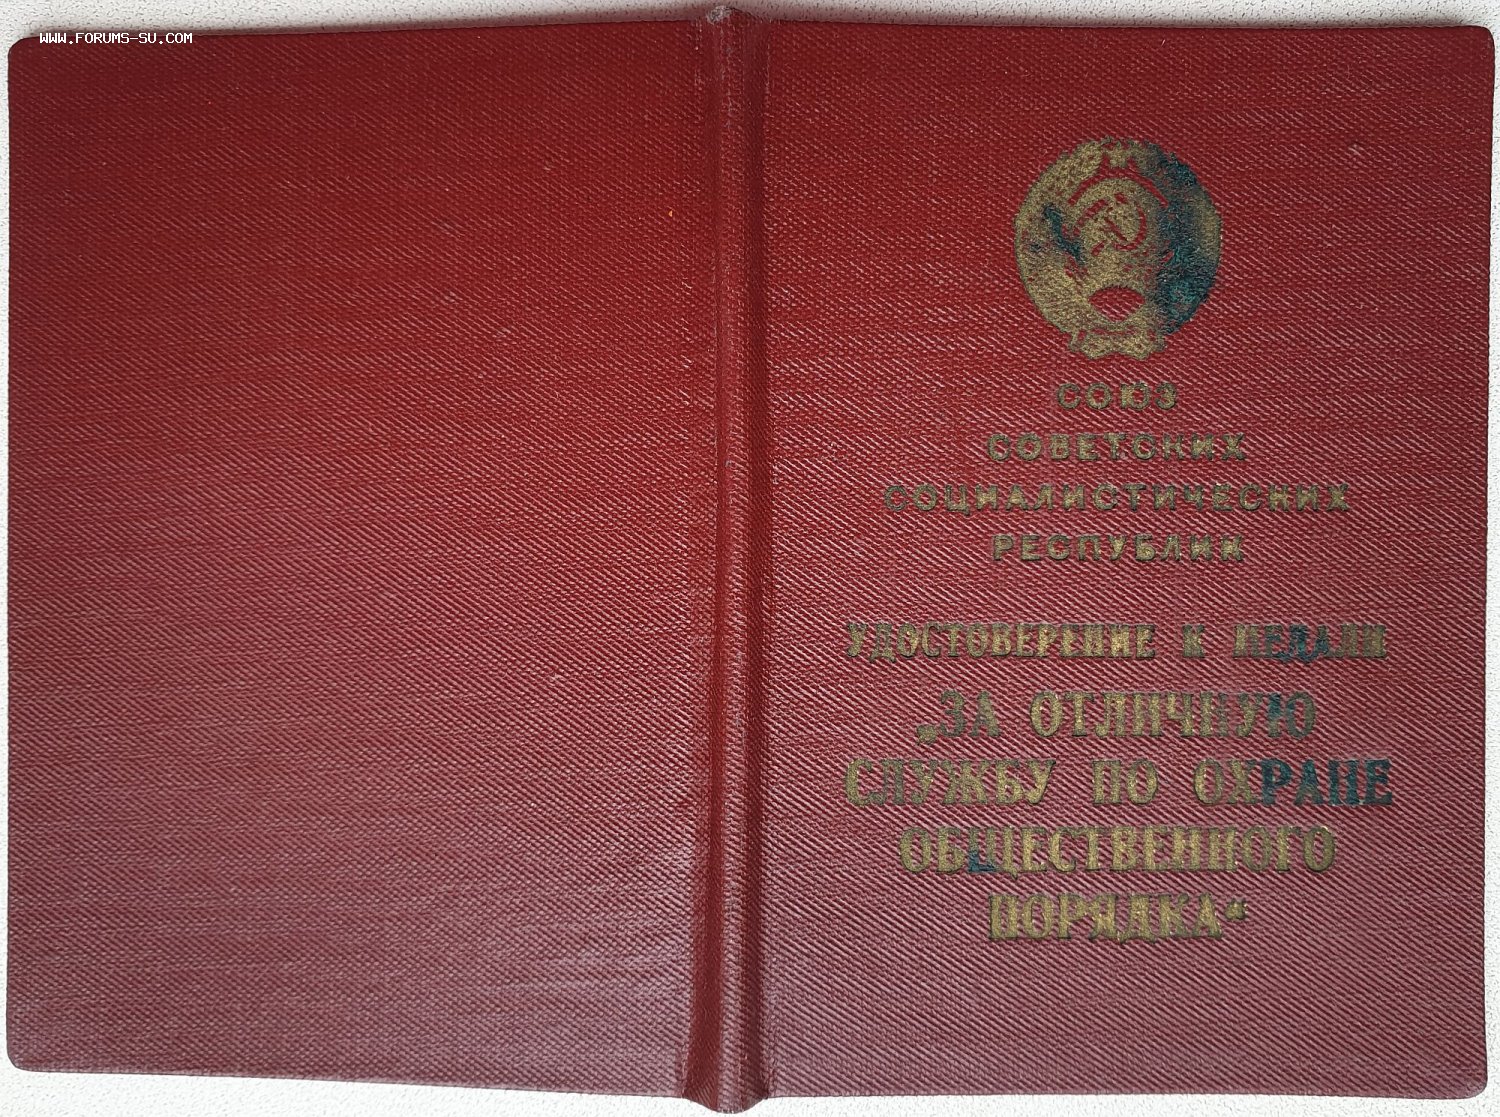 WWW.FORUMS-SU.COM
СОЮЗ
СОВЕТСКИХ
СОЦИАЛИСТИЧЕСКИХ
РЕСПУБЛИК
УДОСТОВЕРЕНИЕ К МЕДАЛИ
„ЗА ОТЛИЧНУЮ
СЛУЖБУ ПО ОХРАНЕ
ОБЩЕСТВЕННОГО
ПОРЯДКА“